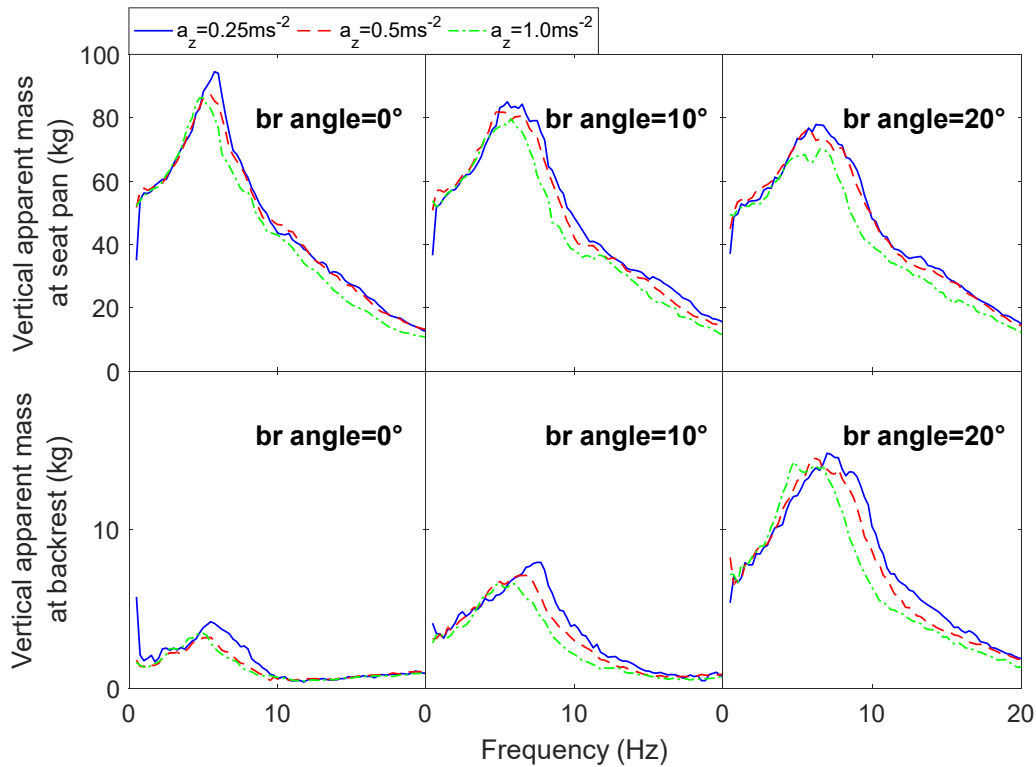 a_z=0.25ms^-2 a_z=0.5ms^-2 a_z=1.0ms^-2
100
80
60
40
20
0
Vertical apparent mass
at seat pan (kg)
br angle=0° br angle=10° br angle=20°
10
0
Vertical apparent mass
at backrest (kg)
br angle=0° br angle=10° br angle=20°
0 10 0 10 0 10 20
Frequency (Hz)